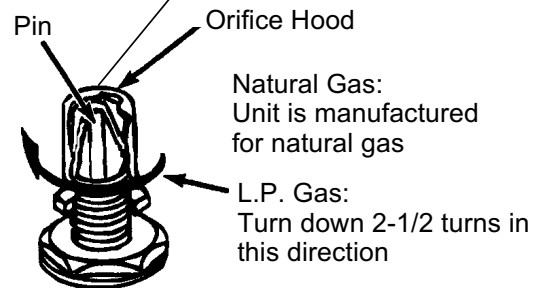 Pin
Orifice Hood
Natural Gas:
Unit is manufactured
for natural gas
L.P. Gas:
Turn down 2-1/2 turns in
this direction